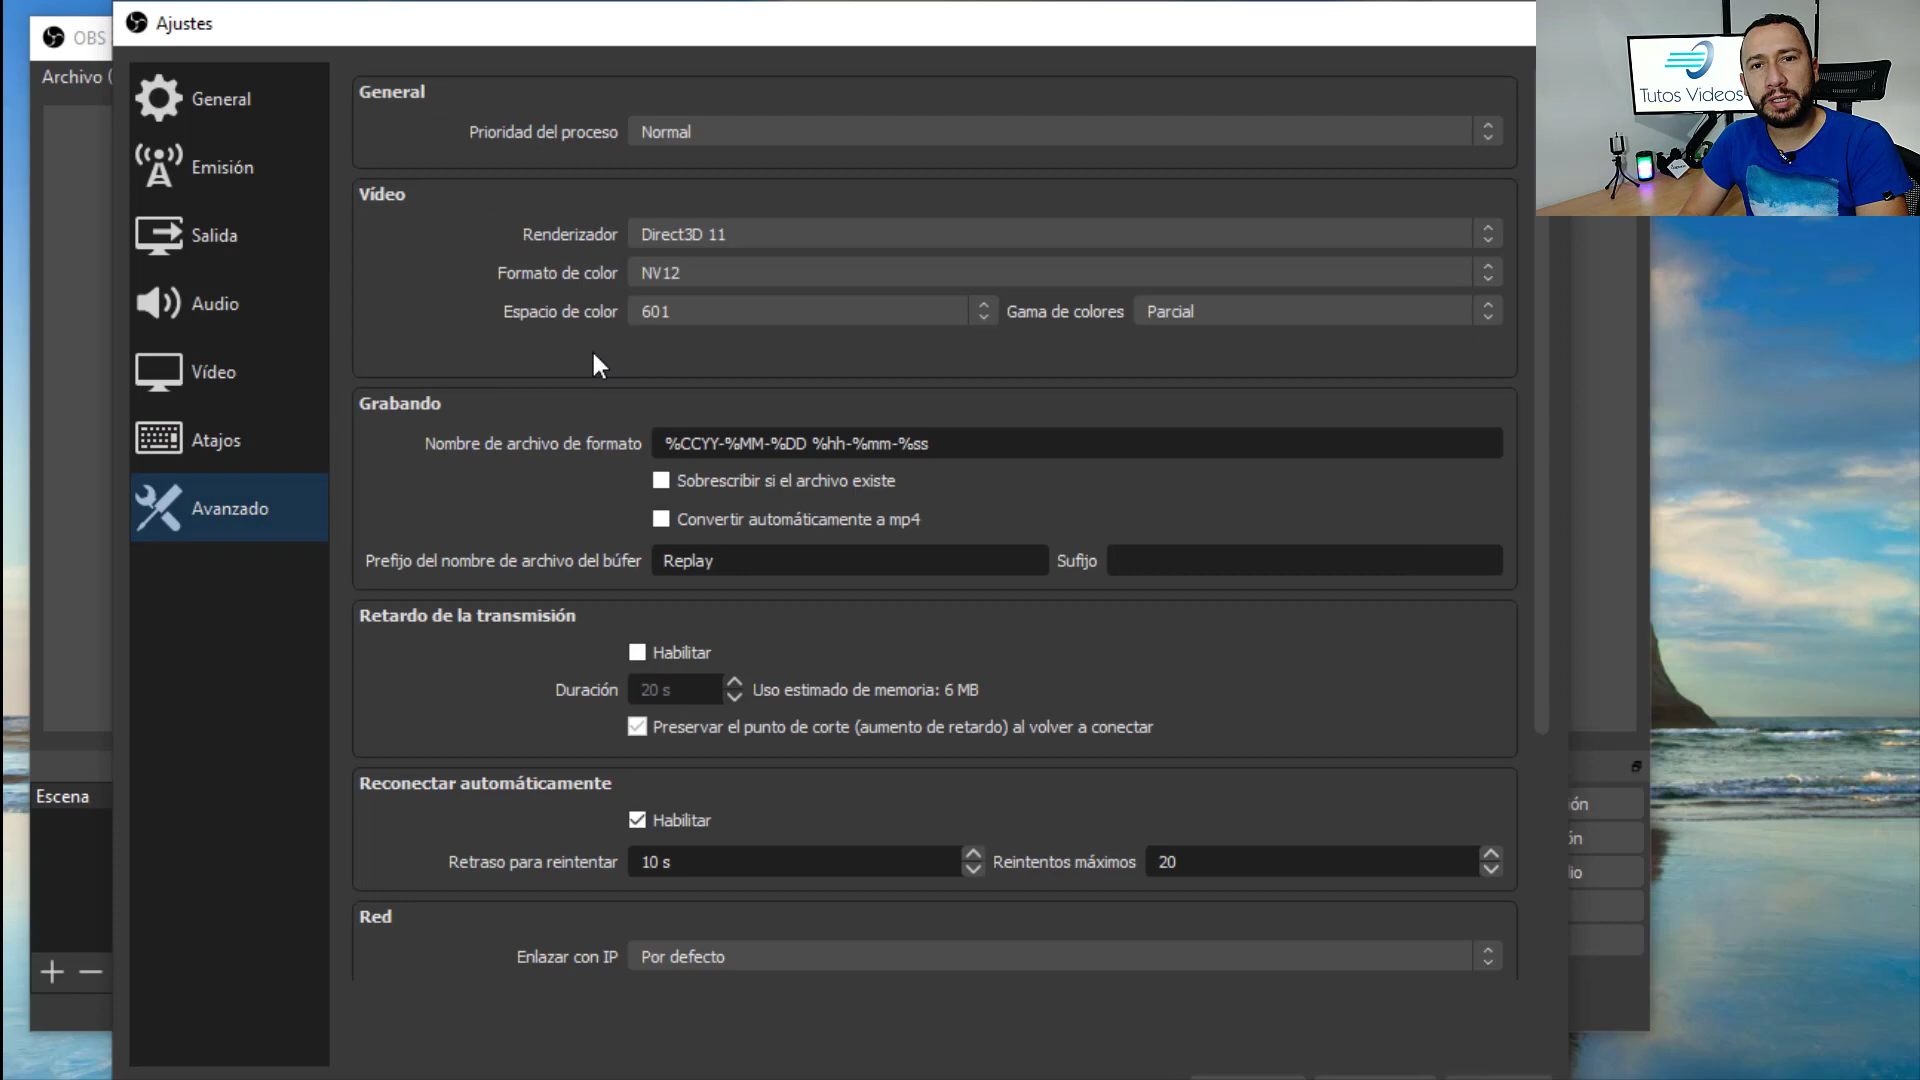 OBS
Ajustes
Archivo (
General
Emisión
Salida
Audio
Vídeo
Atajos
Avanzado
General
Prioridad del proceso Normal
Vídeo
Renderizador Direct3D 11
Formato de color NV12
Espacio de color 601 Gama de colores Parcial
Grabando
Nombre de archivo de formato %CCYY-%MM-%DD %hh-%mm-%ss
Sobrescribir si el archivo existe
Convertir automáticamente a mp4
Prefijo del nombre de archivo del búfer Replay Sufijo
Retardo de la transmisión
Habilitar
Duración 20 s Uso estimado de memoria: 6 MB
Preservar el punto de corte (aumento de retardo) al volver a conectar
Reconectar automáticamente
Habilitar
Retraso para reintentar 10 s Reintentos máximos 20
Red
Enlazar con IP Por defecto
Escena
ión
ón
io
Tutos Videos